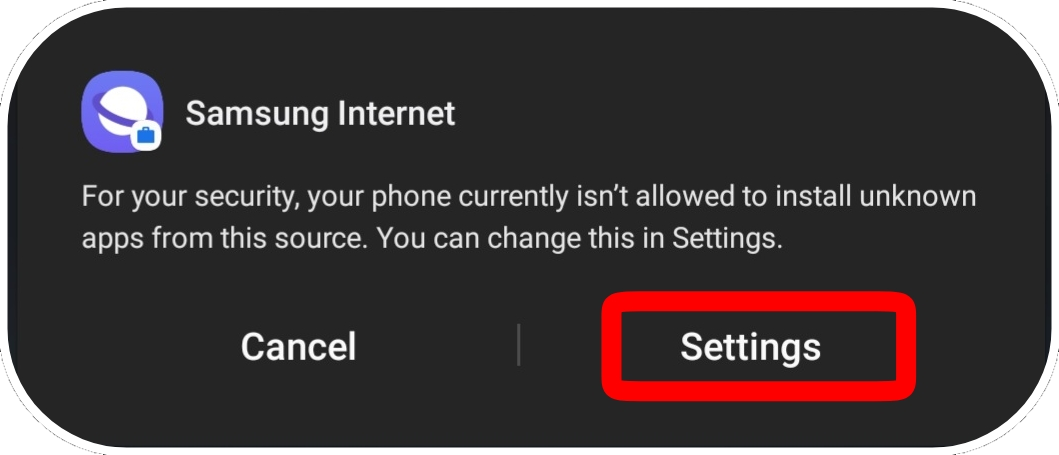 Samsung Internet
For your security, your phone currently isn’t allowed to install unknown
apps from this source. You can change this in Settings.
Cancel
Settings